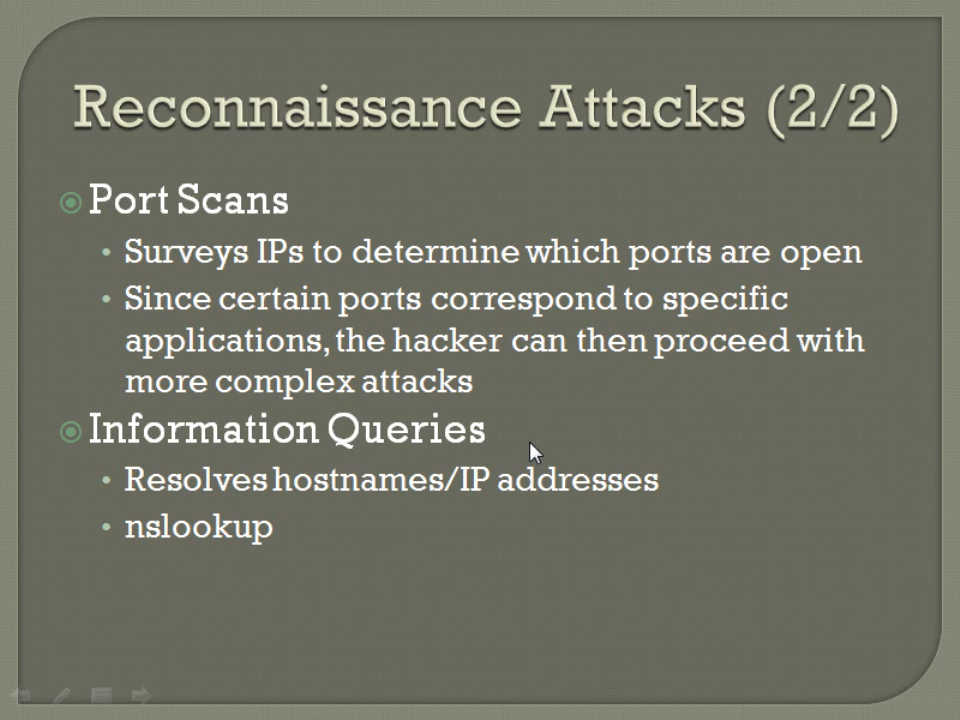 Reconnaissance Attacks (2/2)
Port Scans
Surveys IPs to determine which ports are open
Since certain ports correspond to specific
applications, the hacker can then proceed with
more complex attacks
Information Queries
Resolves hostnames/IP addresses
nslookup